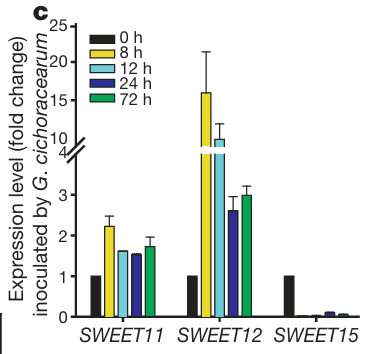 c
Expression level (fold change)
inoculated by G. cichoracearum
25
20
15
10
4
3
2
1
0
0 h
8 h
12 h
24 h
72 h
SWEET11 SWEET12 SWEET15